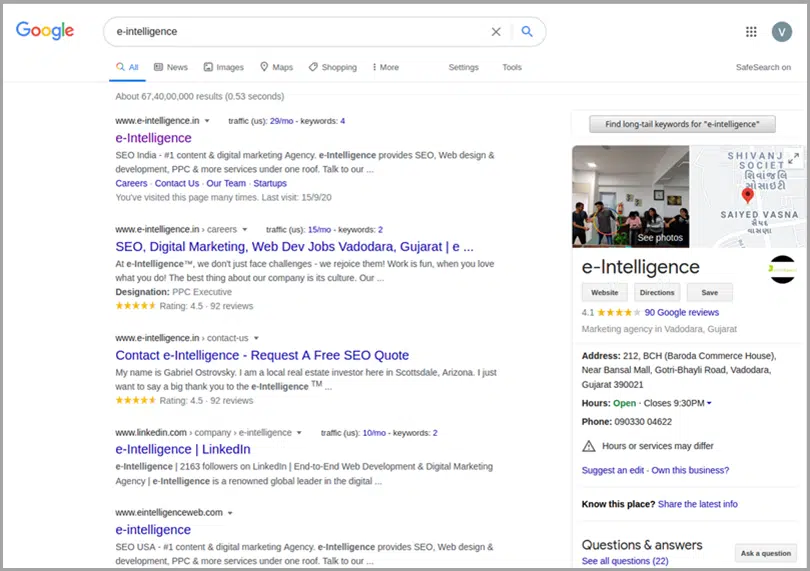 Google
e-intelligence
V
All News Images Maps Shopping More Settings Tools SafeSearch on
About 67,40,00,000 results (0.53 seconds)
www.e-intelligence.in traffic (us): 29/mo - keywords: 4
e-Intelligence
SEO India - #1 content & digital marketing Agency. e-Intelligence provides SEO, Web design &
development, PPC & more services under one roof. Talk to our ...
Careers · Contact Us · Our Team · Startups
You've visited this page many times. Last visit: 15/9/20
www.e-intelligence.in › careers traffic (us): 15/mo - keywords: 2
SEO, Digital Marketing, Web Dev Jobs Vadodara, Gujarat | e ...
At e-Intelligence™, we don't just face challenges - we rejoice them! Work is fun, when you love
what you do! The best thing about our company is its culture. Our ...
Designation: PPC Executive
Rating: 4.5 · 92 reviews
www.e-intelligence.in › contact-us
Contact e-Intelligence - Request A Free SEO Quote
My name is Gabriel Ostrovsky. I am a local real estate investor here in Scottsdale, Arizona. I just
want to say a big thank you to the e-Intelligence TM ...
Rating: 4.5 · 92 reviews
www.linkedin.com › company › e-intelligence traffic (us): 10/mo - keywords: 2
e-Intelligence | LinkedIn
e-Intelligence | 2163 followers on LinkedIn | End-to-End Web Development & Digital Marketing
Agency | e-Intelligence is a renowned global leader in the digital ...
www.eintelligenceweb.com
e-intelligence
SEO USA - #1 content & digital marketing Agency. e-Intelligence provides SEO, Web design &
development, PPC & more services under one roof. Talk to our ...
Find long-tail keywords for "e-intelligence"
SHIVANJ
SOCIET
શિવાંજલિ
સોસાઇટી
SAIYED VASNA
સૈયદ
વાસણા
See photos
e-Intelligence
Website Directions Save
4.1 90 Google reviews
Marketing agency in Vadodara, Gujarat
Address: 212, BCH (Baroda Commerce House),
Near Bansal Mall, Gotri-Bhayli Road, Vadodara,
Gujarat 390021
Hours: Open · Closes 9:30PM
Phone: 090330 04622
Hours or services may differ
Suggest an edit · Own this business?
Know this place? Share the latest info
Questions & answers
See all questions (22)
Ask a question